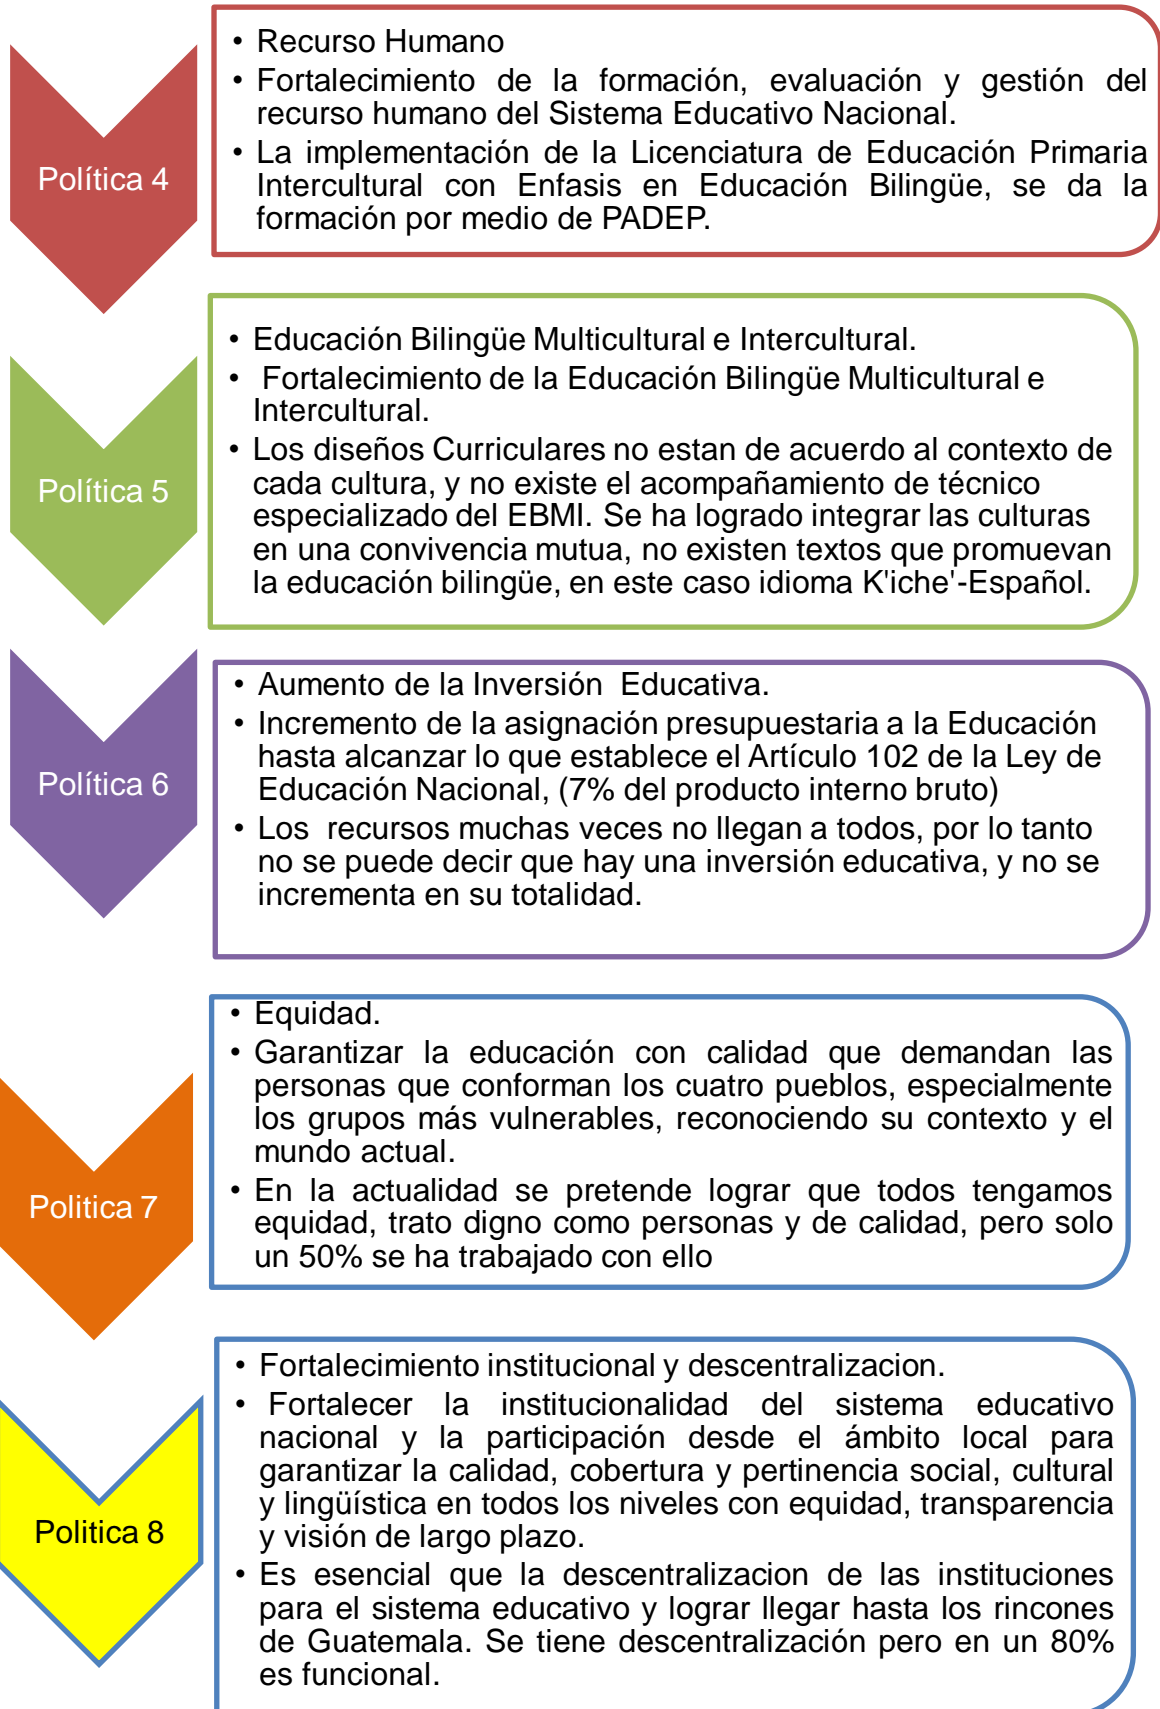 Política 4
• Recurso Humano
• Fortalecimiento de la formación, evaluación y gestión del
recurso humano del Sistema Educativo Nacional.
• La implementación de la Licenciatura de Educación Primaria
Intercultural con Enfasis en Educación Bilingüe, se da la
formación por medio de PADEP.
Política 5
• Educación Bilingüe Multicultural e Intercultural.
• Fortalecimiento de la Educación Bilingüe Multicultural e
Intercultural.
• Los diseños Curriculares no estan de acuerdo al contexto de
cada cultura, y no existe el acompañamiento de técnico
especializado del EBMI. Se ha logrado integrar las culturas
en una convivencia mutua, no existen textos que promuevan
la educación bilingüe, en este caso idioma K'iche'-Español.
Política 6
• Aumento de la Inversión Educativa.
• Incremento de la asignación presupuestaria a la Educación
hasta alcanzar lo que establece el Artículo 102 de la Ley de
Educación Nacional, (7% del producto interno bruto)
• Los recursos muchas veces no llegan a todos, por lo tanto
no se puede decir que hay una inversión educativa, y no se
incrementa en su totalidad.
Politica 7
• Equidad.
• Garantizar la educación con calidad que demandan las
personas que conforman los cuatro pueblos, especialmente
los grupos más vulnerables, reconociendo su contexto y el
mundo actual.
• En la actualidad se pretende lograr que todos tengamos
equidad, trato digno como personas y de calidad, pero solo
un 50% se ha trabajado con ello
Politica 8
• Fortalecimiento institucional y descentralizacion.
• Fortalecer la institucionalidad del sistema educativo
nacional y la participación desde el ámbito local para
garantizar la calidad, cobertura y pertinencia social, cultural
y lingüística en todos los niveles con equidad, transparencia
y visión de largo plazo.
• Es esencial que la descentralizacion de las instituciones
para el sistema educativo y lograr llegar hasta los rincones
de Guatemala. Se tiene descentralización pero en un 80%
es funcional.